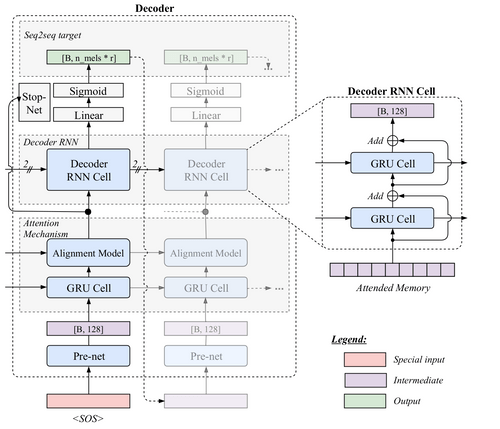 Decoder
Seq2seq target
[B, n_mels * r]
[B, n_mels * r]
...
Stop-
Net
Sigmoid
Sigmoid
Linear
Linear
Decoder RNN
2
Decoder
RNN Cell
2
Decoder
RNN Cell
...
Attention
Mechanism
Alignment Model
Alignment Model
...
GRU Cell
GRU Cell
...
[B, 128]
[B, 128]
Pre-net
Pre-net
<SOS>
Decoder RNN Cell
[B, 128]
Add
GRU Cell
Add
GRU Cell
Attended Memory
Legend:
Special input
Intermediate
Output